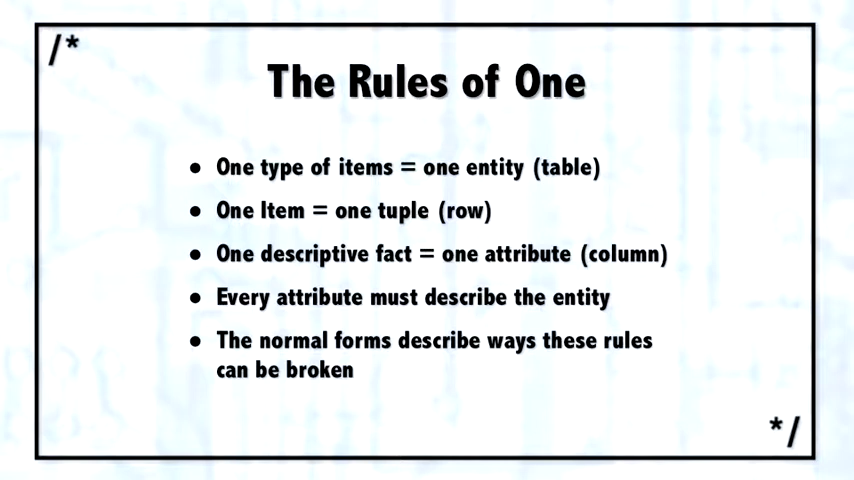 /*
The Rules of One
● One type of items = one entity (table)
● One Item = one tuple (row)
● One descriptive fact = one attribute (column)
● Every attribute must describe the entity
● The normal forms describe ways these rules
can be broken
*/